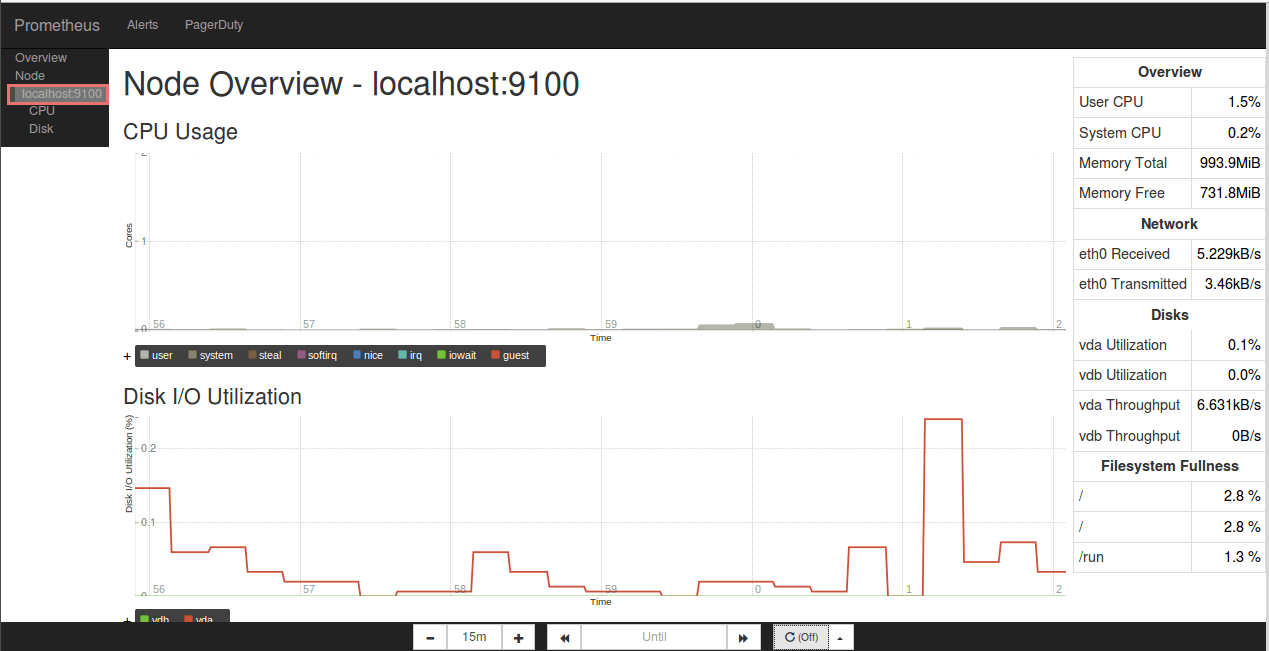 Prometheus Alerts PagerDuty
Overview
Node
localhost:9100
CPU
Disk
Node Overview - localhost:9100
CPU Usage
Cores
2
1
0
56 57 58 59 0 1 2
Time
+ user system steal softirq nice irq iowait guest
Disk I/O Utilization
Disk I/O Utilization (%)
0.2
0.1
0
56 57 58 59 0 1 2
Time
+ vdb vda
Overview
User CPU 1.5%
System CPU 0.2%
Memory Total 993.9MiB
Memory Free 731.8MiB
Network
eth0 Received 5.229kB/s
eth0 Transmitted 3.46kB/s
Disks
vda Utilization 0.1%
vdb Utilization 0.0%
vda Throughput 6.631kB/s
vdb Throughput 0B/s
Filesystem Fullness
/ 2.8 %
/ 2.8 %
/run 1.3 %
15m Until (Off)